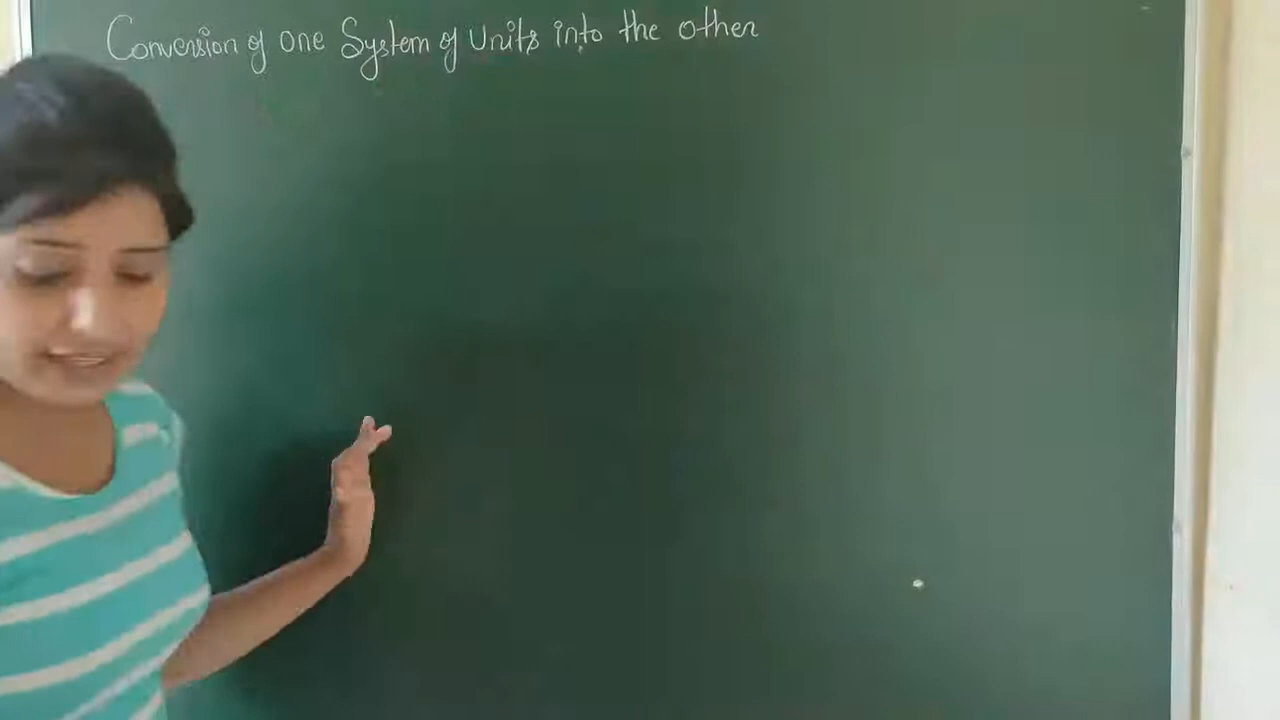 Conversion of one System of Units into the other